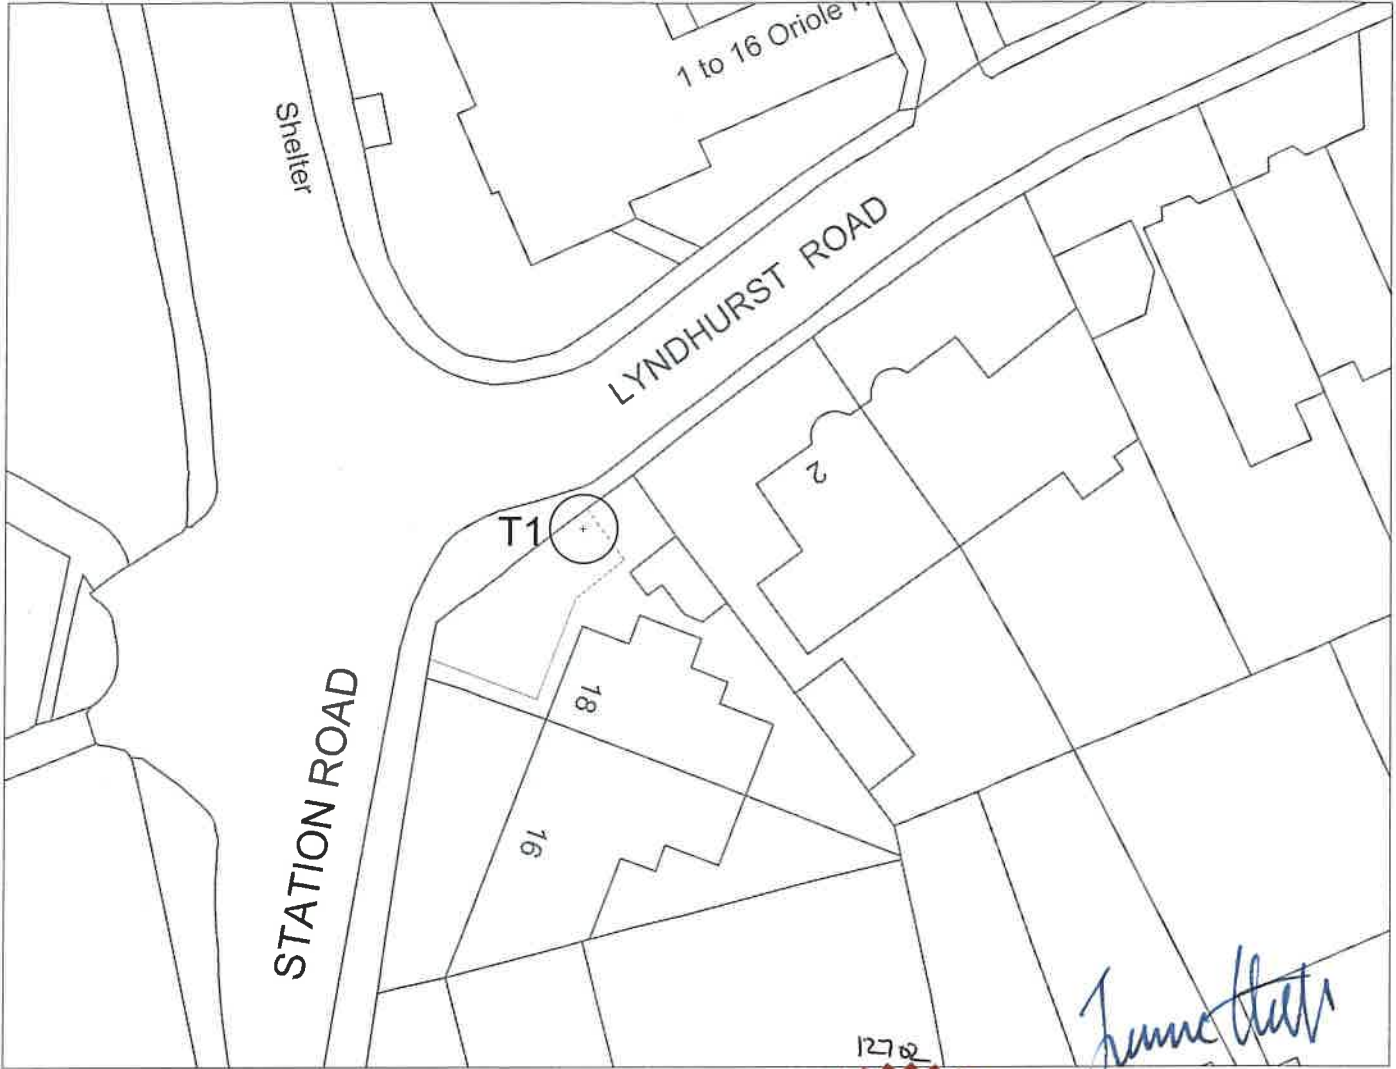 1 to 16 Oriole
Shelter
LYNDHURST ROAD
2
T1
18
STATION ROAD
16
12702